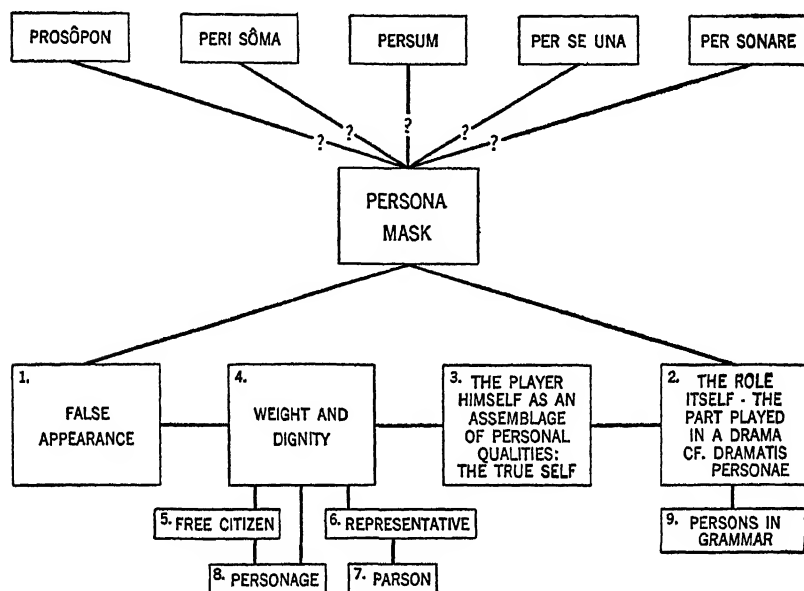 PROSÔPON
PERI SÔMA
PERSUM
PER SE UNA
PER SONARE
?
?
?
?
?
PERSONA
MASK
1.
FALSE
APPEARANCE
4.
WEIGHT AND
DIGNITY
3.
THE PLAYER
HIMSELF AS AN
ASSEMBLAGE
OF PERSONAL
QUALITIES:
THE TRUE SELF
2.
THE ROLE
ITSELF - THE
PART PLAYED
IN A DRAMA
CF. DRAMATIS
PERSONAE
5. FREE CITIZEN
6. REPRESENTATIVE
9. PERSONS IN
GRAMMAR
8. PERSONAGE
7. PARSON